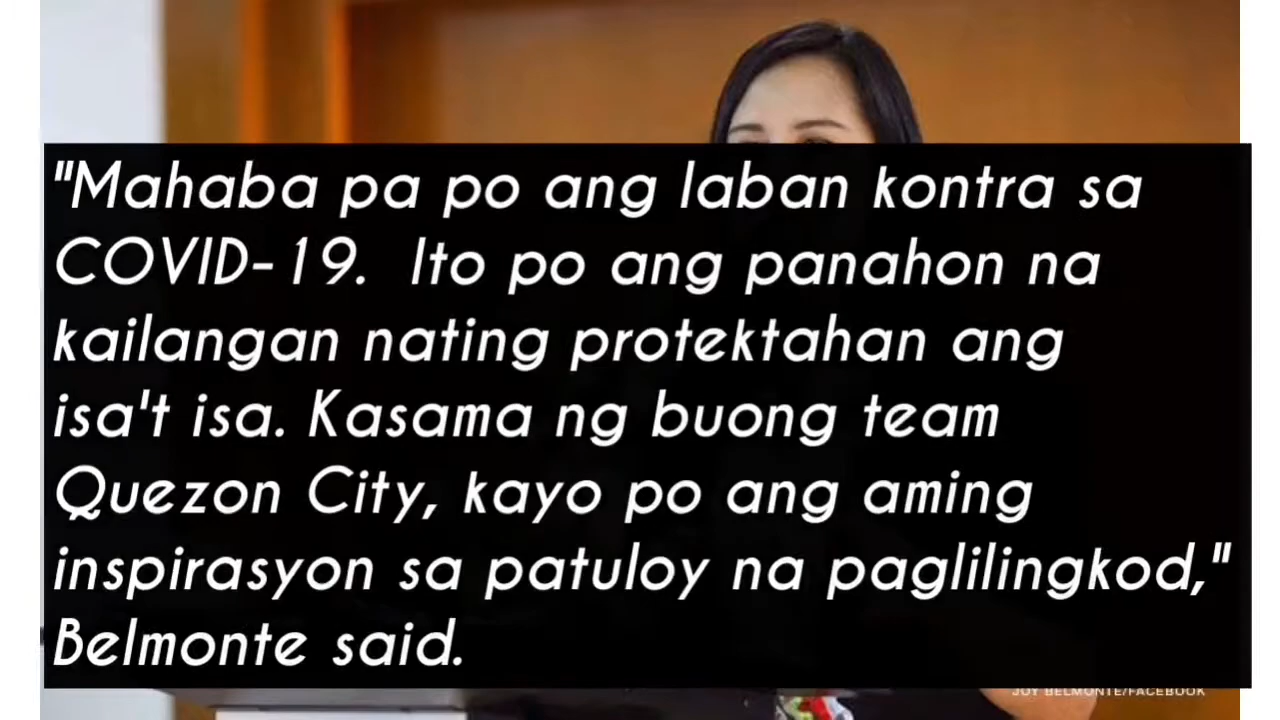 "Mahaba pa po ang laban kontra sa
COVID-19. Ito po ang panahon na
kailangan nating protektahan ang
isa't isa. Kasama ng buong team
Quezon City, kayo po ang aming
inspirasyon sa patuloy na paglilingkod,"
Belmonte said.
JOY BELMONTE/FACEBOOK